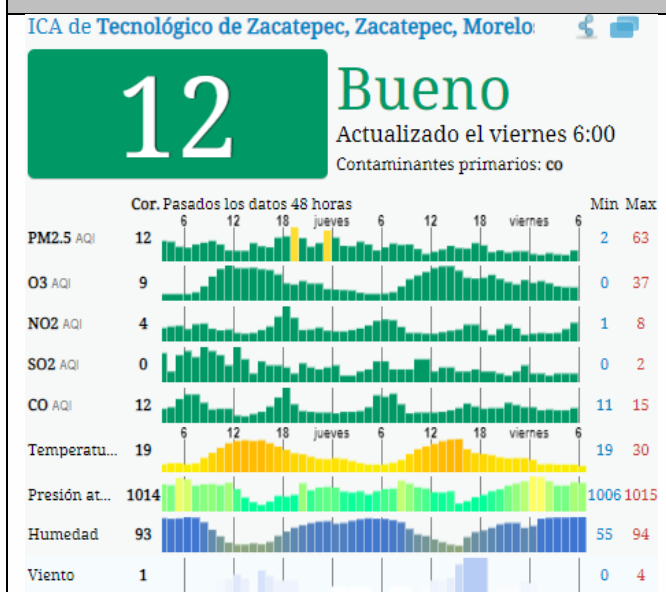 ICA de Tecnológico de Zacatepec, Zacatepec, Morelo
12
Bueno
Actualizado el viernes 6:00
Contaminantes primarios: co
Cor. Pasados los datos 48 horas Min Max
6 12 18 jueves 6 12 18 viernes 6
PM2.5 AQI 12 2 63
O3 AQI 9 0 37
NO2 AQI 4 1 8
SO2 AQI 0 0 2
CO AQI 12 11 15
6 12 18 jueves 6 12 18 viernes 6
Temperatu... 19 19 30
Presión at... 1014 1006 1015
Humedad 93 55 94
Viento 1 0 4